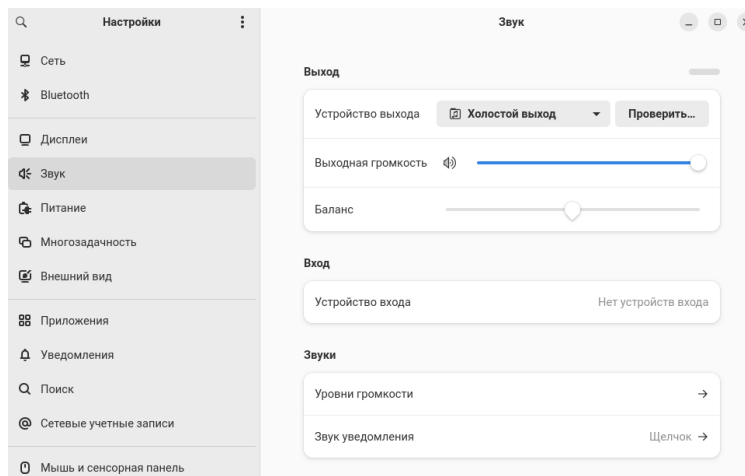 Настройки
Сеть
Bluetooth
Дисплеи
Звук
Питание
Многозадачность
Внешний вид
Приложения
Уведомления
Поиск
Сетевые учетные записи
Мышь и сенсорная панель
Звук
Выход
Устройство выхода Холостой выход Проверить...
Выходная громкость
Баланс
Вход
Устройство входа Нет устройств входа
Звуки
Уровни громкости
Звук уведомления Щелчок